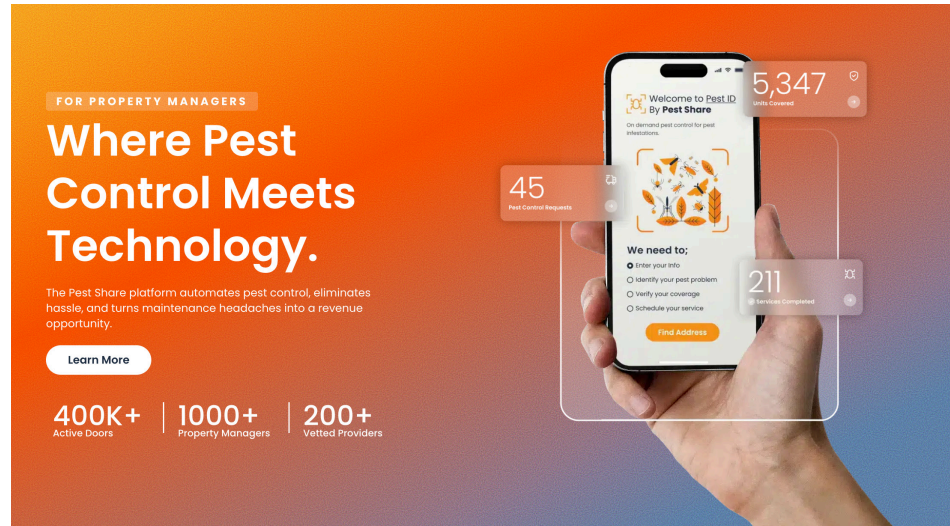 FOR PROPERTY MANAGERS
Where Pest
Control Meets
Technology.
The Pest Share platform automates pest control, eliminates
hassle, and turns maintenance headaches into a revenue
opportunity.
Learn More
400K+
Active Doors
1000+
Property Managers
200+
Vetted Providers
5,347
Units Covered
45
Pest Control Requests
211
Services Completed
Welcome to Pest ID
By Pest Share
On demand pest control for pest
infestations.
We need to;
Enter your info
Identify your pest problem
Verify your coverage
Schedule your service
Find Address